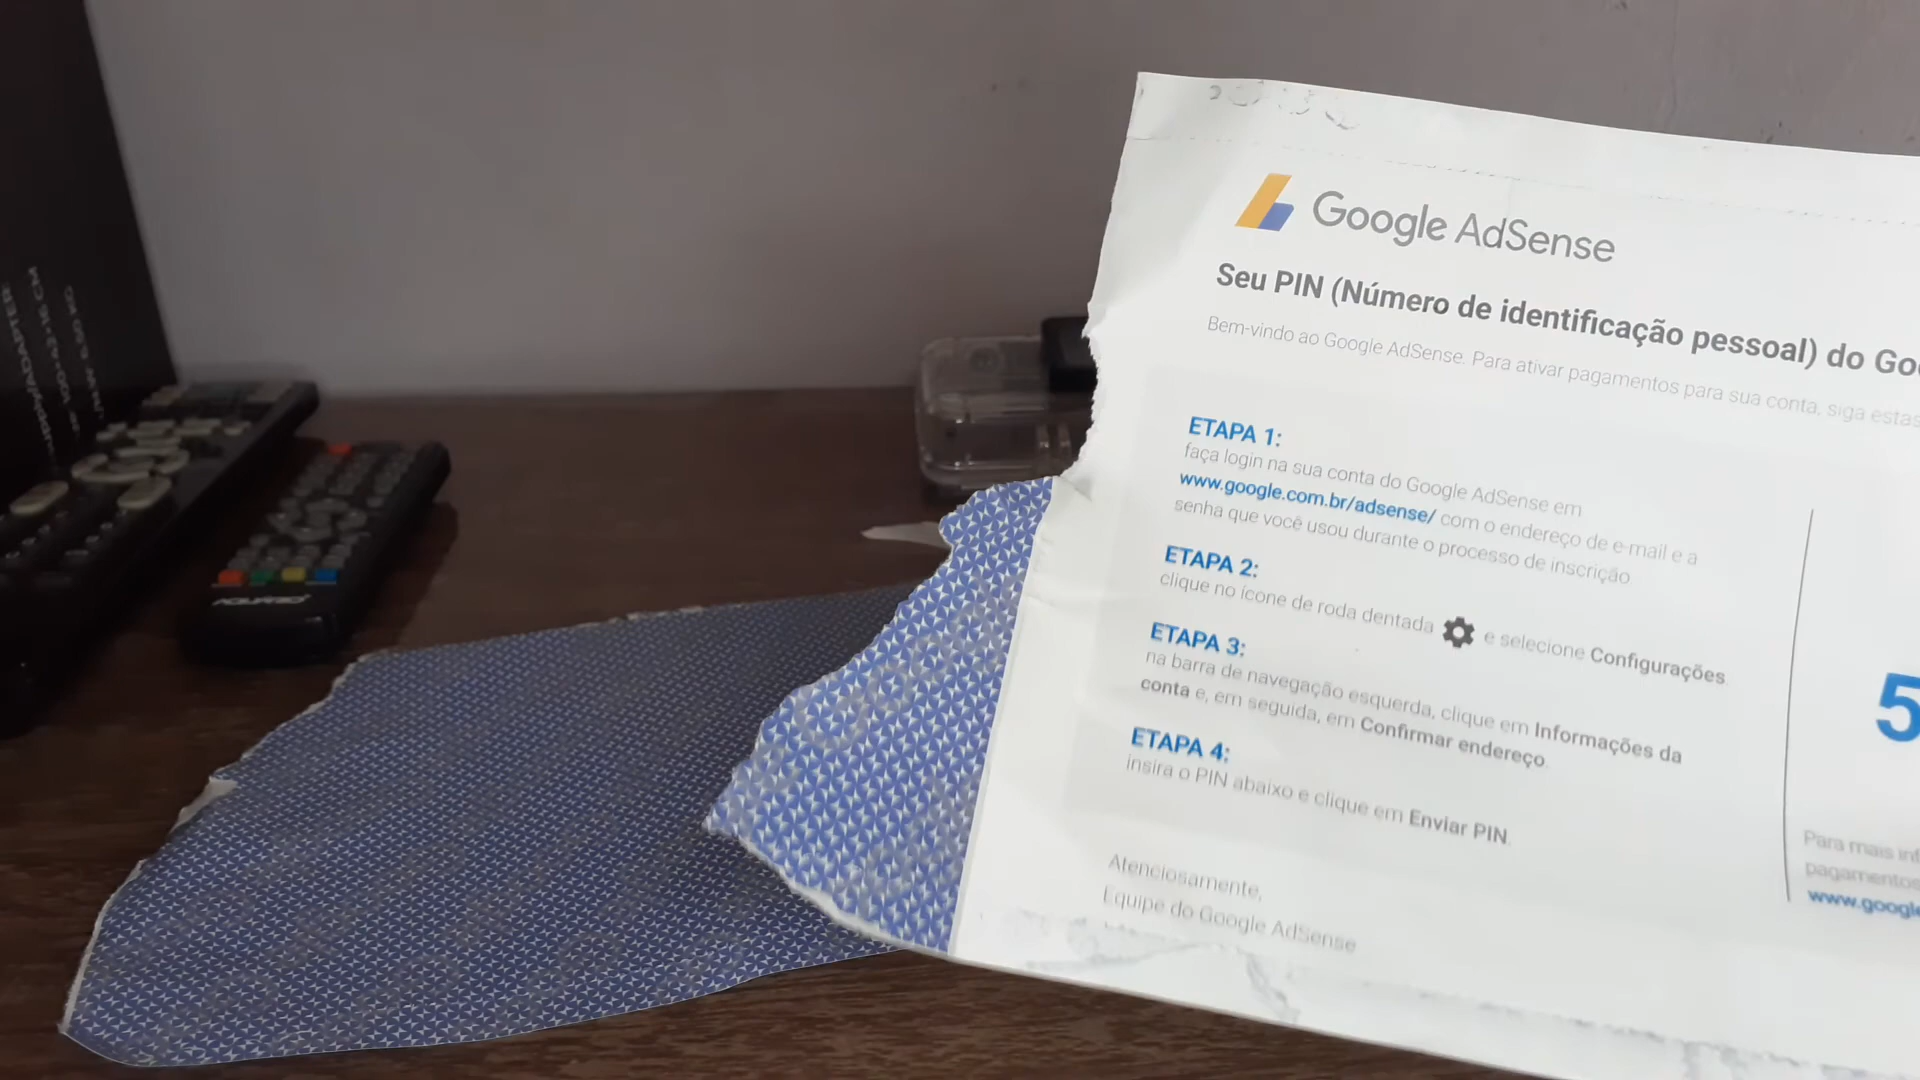 Google AdSense
Seu PIN (Número de identificação pessoal) do Go
Bem-vindo ao Google AdSense. Para ativar pagamentos para sua conta, siga estas
ETAPA 1:
faça login na sua conta do Google AdSense em
www.google.com.br/adsense/ com o endereço de e-mail e a
senha que você usou durante o processo de inscrição
ETAPA 2:
clique no ícone de roda dentada e selecione Configurações
ETAPA 3:
na barra de navegação esquerda, clique em Informações da
conta e, em seguida, em Confirmar endereço.
ETAPA 4:
insira o PIN abaixo e clique em Enviar PIN.
Atenciosamente,
Equipe do Google AdSense
5
Para mais inf
pagamentos
www.google